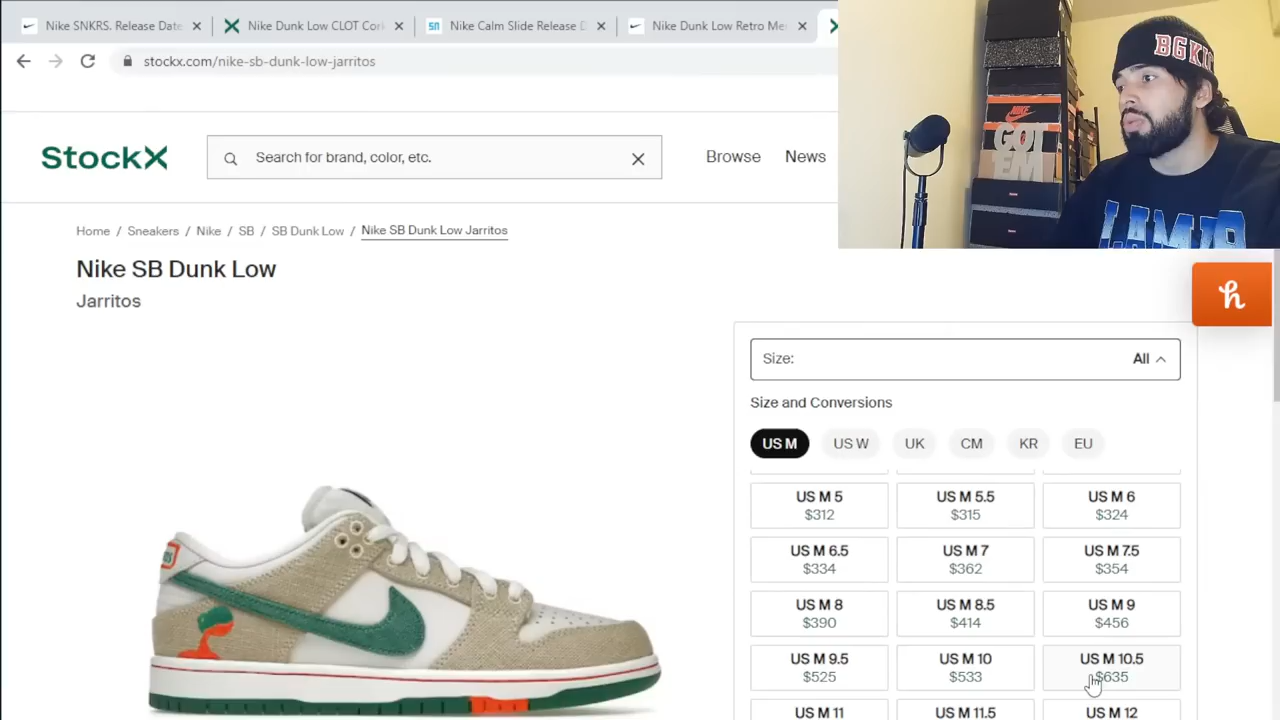 Nike SNKRS. Release Date
Nike Dunk Low CLOT Cork
Nike Calm Slide Release D
Nike Dunk Low Retro Me
stockx.com/nike-sb-dunk-low-jarritos
StockX
Search for brand, color, etc.
Browse
News
Home / Sneakers / Nike / SB / SB Dunk Low / Nike SB Dunk Low Jarritos
Nike SB Dunk Low
Jarritos
Size: All
Size and Conversions
US M US W UK CM KR EU
US M 5 US M 5.5 US M 6
$312 $315 $324
US M 6.5 US M 7 US M 7.5
$334 $362 $354
US M 8 US M 8.5 US M 9
$390 $414 $456
US M 9.5 US M 10 US M 10.5
$525 $533 $635
US M 11 US M 11.5 US M 12
NIKE
GOT
EM